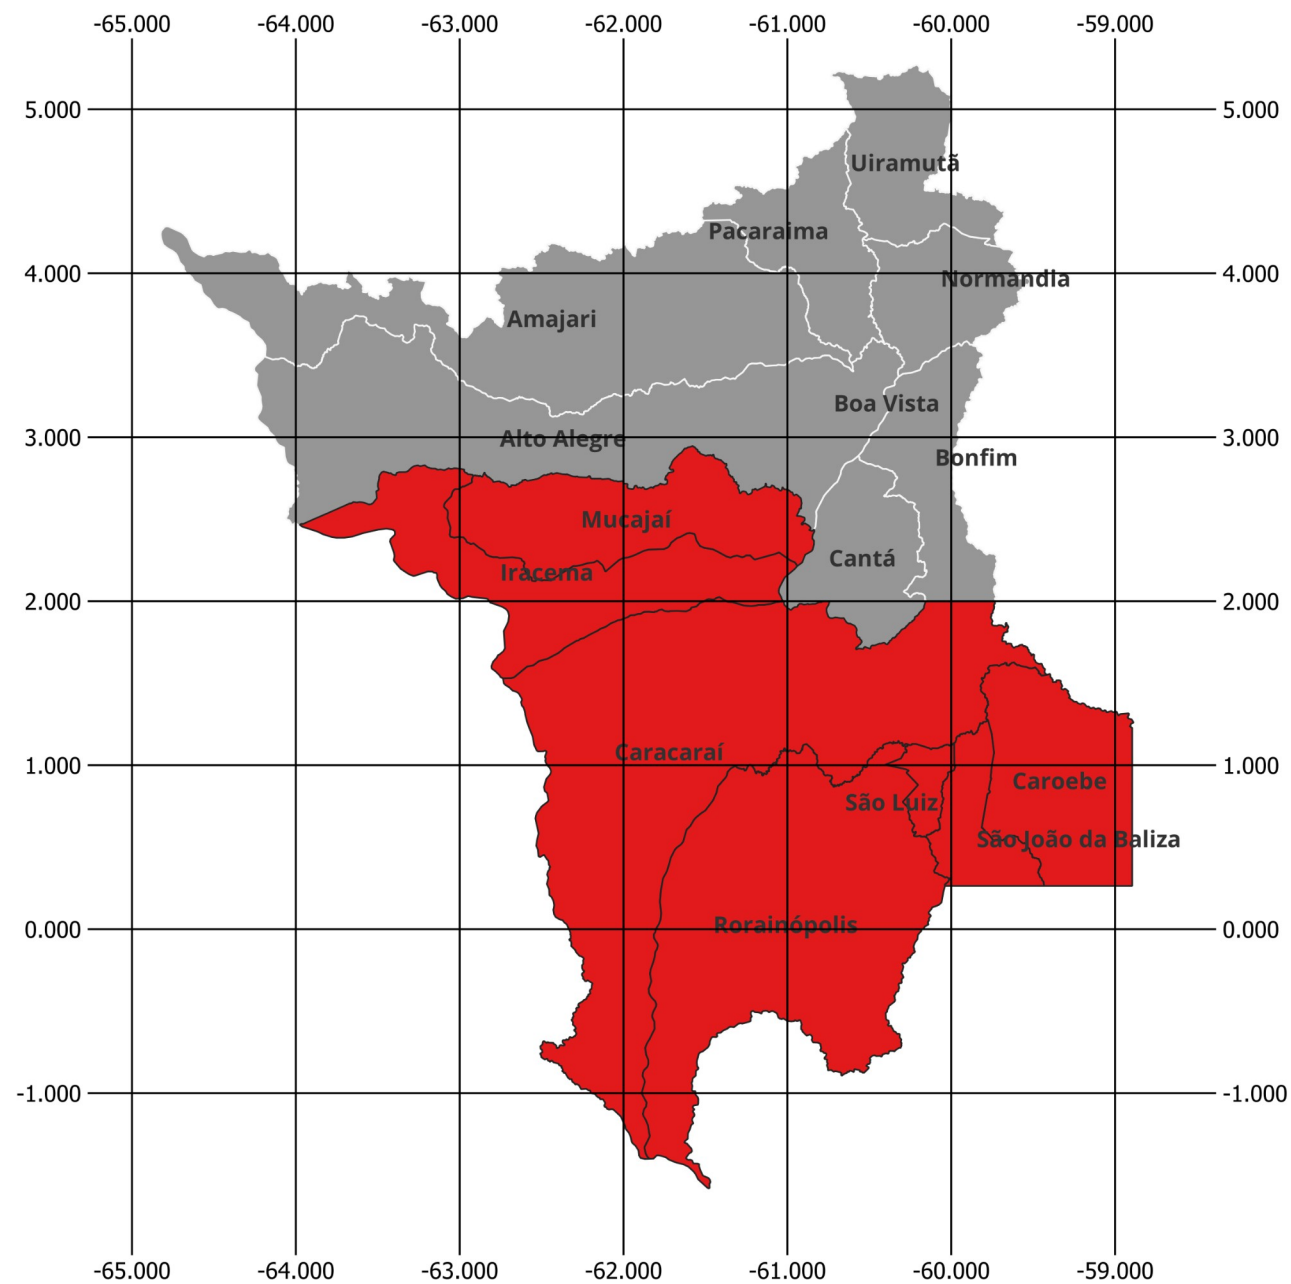 -65.000 -64.000 -63.000 -62.000 -61.000 -60.000 -59.000
5.000 5.000
Uiramutã
Pacaraima
4.000 4.000
Normandia
Amajari
Boa Vista
3.000 3.000
Alto Alegre
Bonfim
Mucajaí
Cantá
Iracema
2.000 2.000
Caracaraí
1.000 1.000
Caroebe
São Luiz
São João da Baliza
Rorainópolis
0.000 0.000
-1.000 -1.000
-65.000 -64.000 -63.000 -62.000 -61.000 -60.000 -59.000